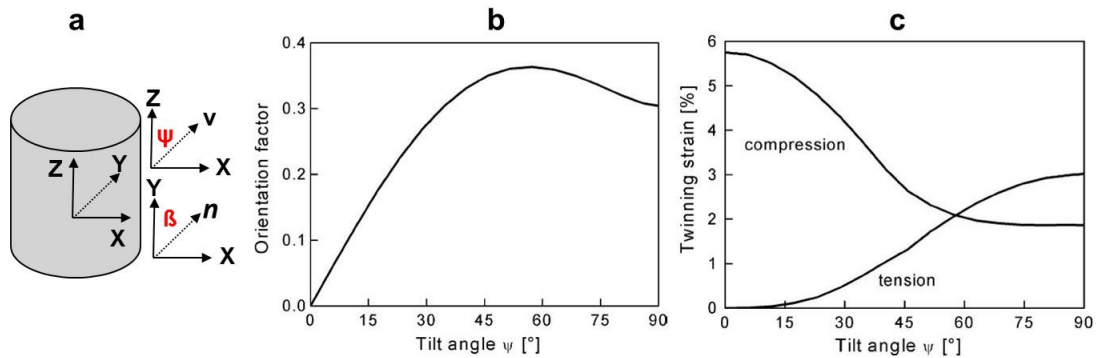 a
Z
Ψ
v
X
Z
Y
X
Y
ß
n
X
b
Orientation factor
0.4
0.3
0.2
0.1
0.0
0 15 30 45 60 75 90
Tilt angle ψ [°]
c
Twinning strain [%]
6
5
4
3
2
1
0
compression
tension
0 15 30 45 60 75 90
Tilt angle ψ [°]